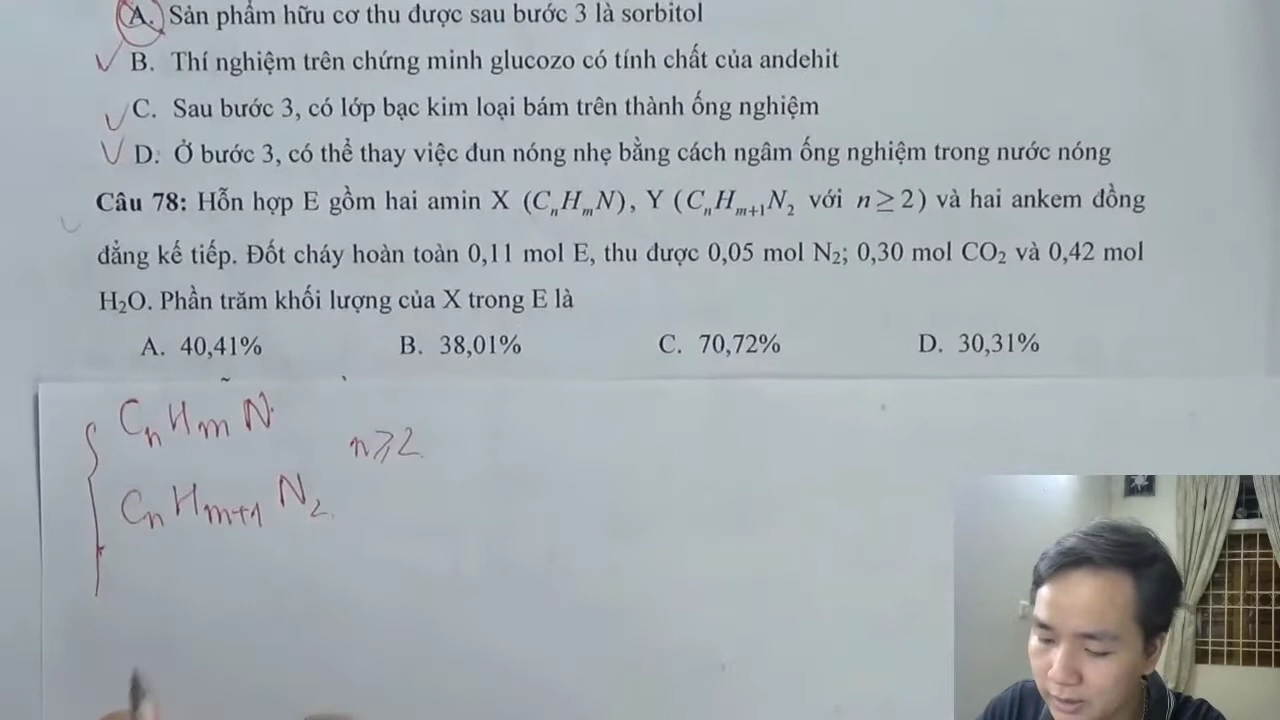 A. Sản phẩm hữu cơ thu được sau bước 3 là sorbitol
B. Thí nghiệm trên chứng minh glucozo có tính chất của andehit
C. Sau bước 3, có lớp bạc kim loại bám trên thành ống nghiệm
D. Ở bước 3, có thể thay việc đun nóng nhẹ bằng cách ngâm ống nghiệm trong nước nóng
Câu 78: Hỗn hợp E gồm hai amin X (CₙHₘN), Y (CₙHₘ₊₁N₂ với n ≥ 2) và hai ankem đồng
đẳng kế tiếp. Đốt cháy hoàn toàn 0,11 mol E, thu được 0,05 mol N₂; 0,30 mol CO₂ và 0,42 mol
H₂O. Phần trăm khối lượng của X trong E là
A. 40,41% B. 38,01% C. 70,72% D. 30,31%
CₙHₘN
n ≥ 2
CₙHₘ₊₁N₂